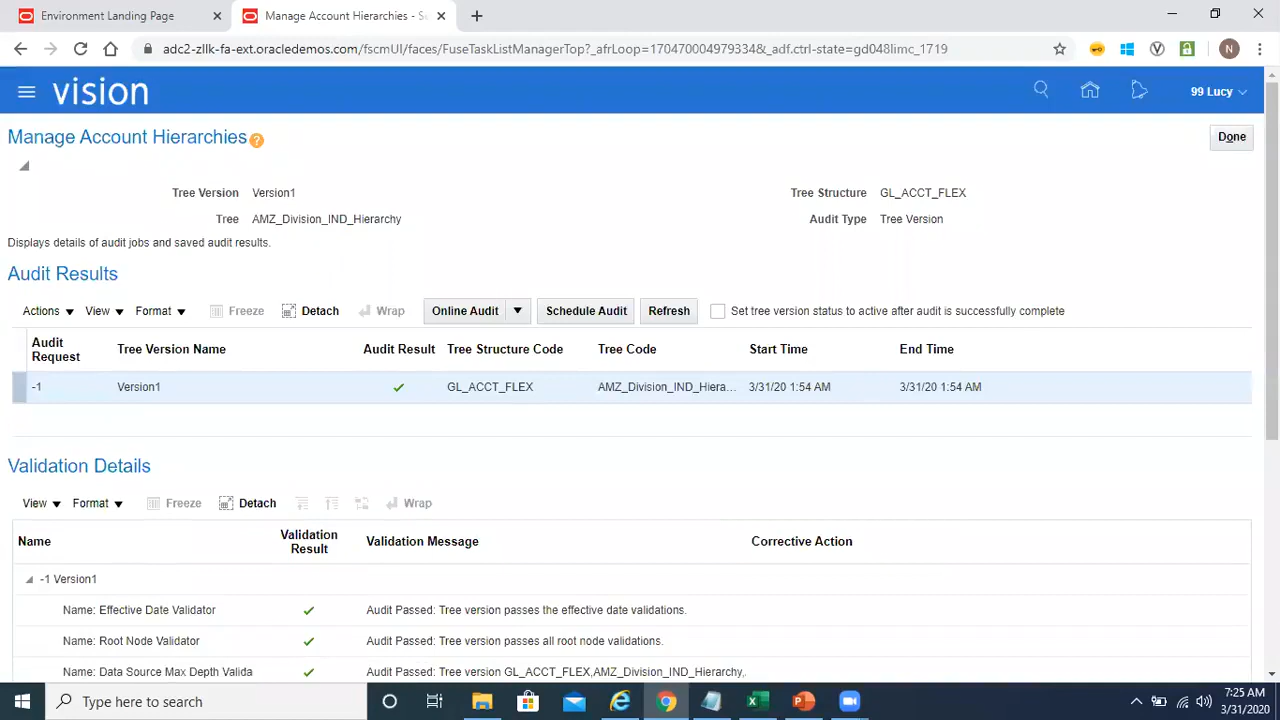 Environment Landing Page
Manage Account Hierarchies - Se
adc2-zllk-fa-ext.oracledemos.com/fscmUI/faces/FuseTaskListManagerTop?_afrLoop=170470004979334&_adf.ctrl-state=gd048limc_1719
N
vision
99 Lucy
Manage Account Hierarchies
?
Done
Tree Version Version1 Tree Structure GL_ACCT_FLEX
Tree AMZ_Division_IND_Hierarchy Audit Type Tree Version
Displays details of audit jobs and saved audit results.
Audit Results
Actions View Format Freeze Detach Wrap Online Audit Schedule Audit Refresh Set tree version status to active after audit is successfully complete
Audit Request Tree Version Name Audit Result Tree Structure Code Tree Code Start Time End Time
-1 Version1 GL_ACCT_FLEX AMZ_Division_IND_Hiera... 3/31/20 1:54 AM 3/31/20 1:54 AM
Validation Details
View Format Freeze Detach Wrap
Name Validation Result Validation Message Corrective Action
-1 Version1
Name: Effective Date Validator Audit Passed: Tree version passes the effective date validations.
Name: Root Node Validator Audit Passed: Tree version passes all root node validations.
Name: Data Source Max Depth Valida Audit Passed: Tree version GL_ACCT_FLEX,AMZ_Division_IND_Hierarchy,.
Type here to search
7:25 AM
3/31/2020